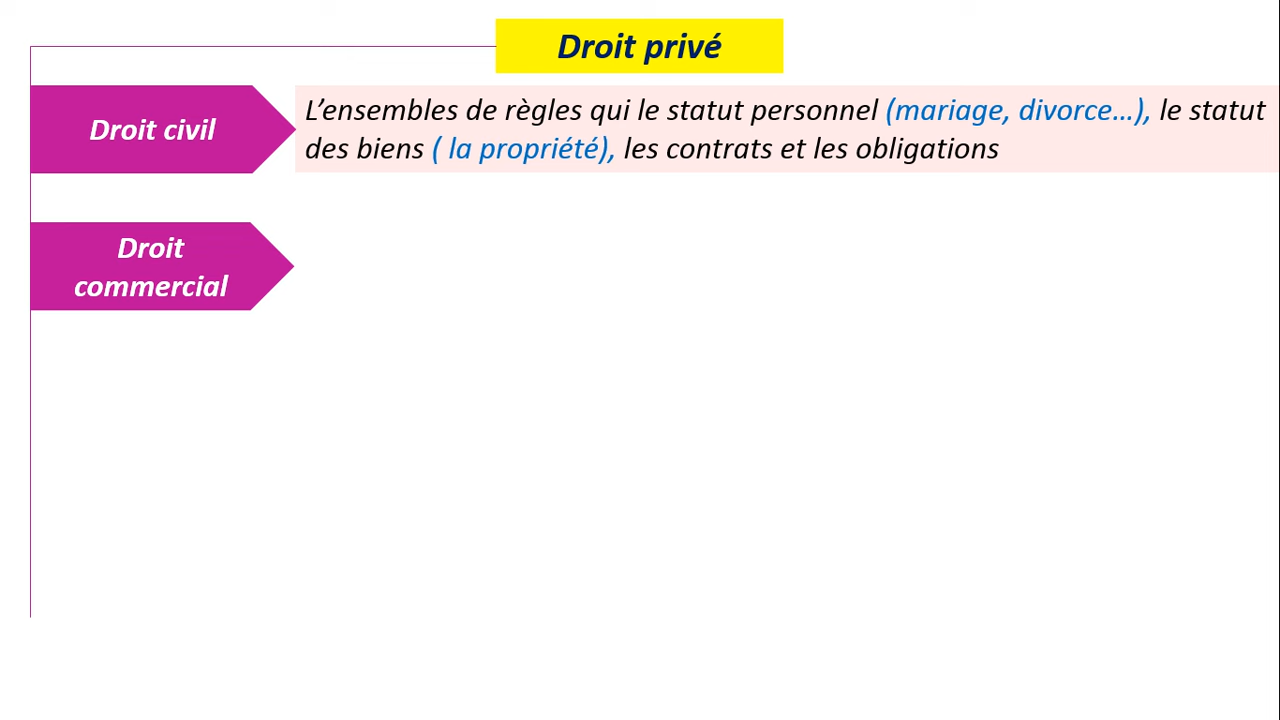 Droit privé
Droit civil
L’ensembles de règles qui le statut personnel (mariage, divorce…), le statut
des biens ( la propriété), les contrats et les obligations
Droit
commercial